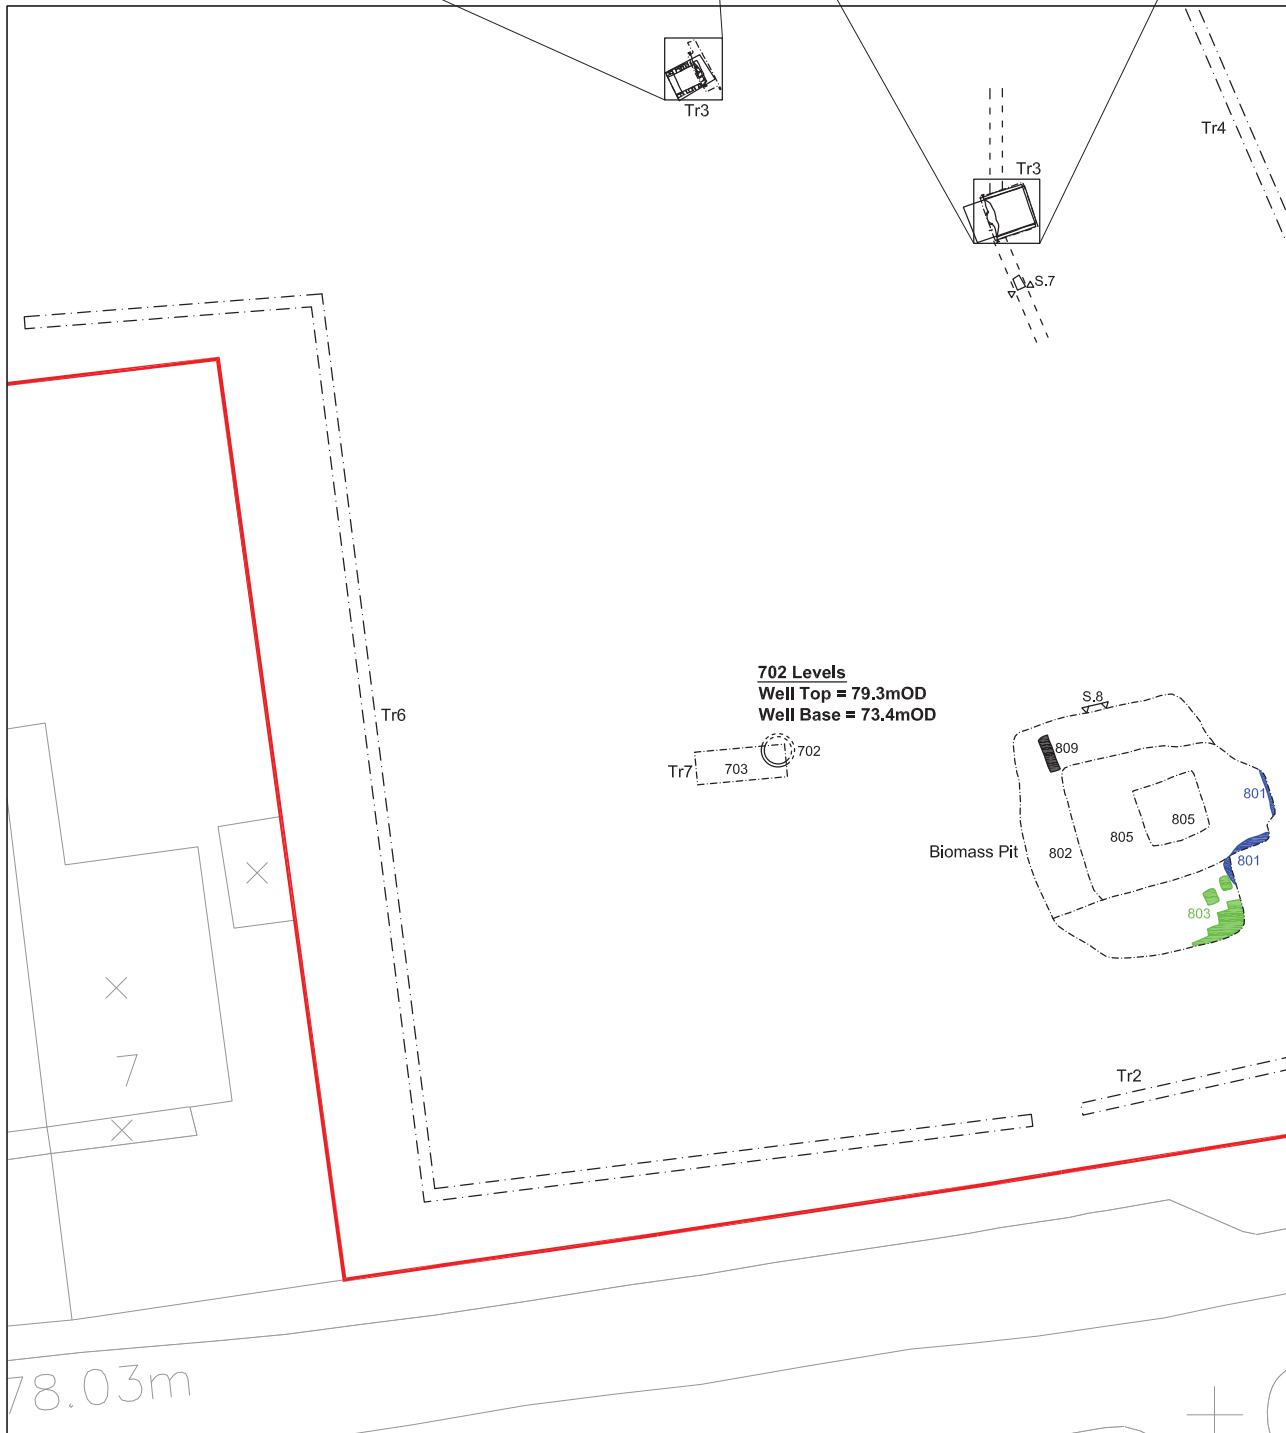 Tr3
Tr4
Tr3
S.7
702 Levels
Well Top = 79.3mOD
Well Base = 73.4mOD
Tr6
S.8
702
809
Tr7
703
801
805
805
Biomass Pit
802
801
803
7
Tr2
78.03m